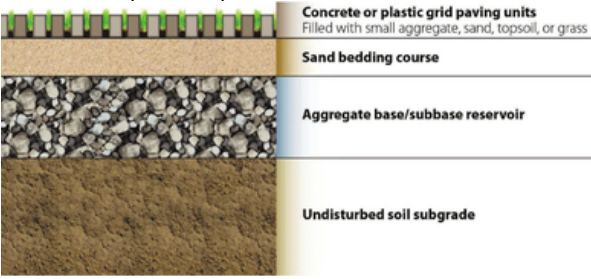 Concrete or plastic grid paving units
Filled with small aggregate, sand, topsoil, or grass
Sand bedding course
Aggregate base/subbase reservoir
Undisturbed soil subgrade